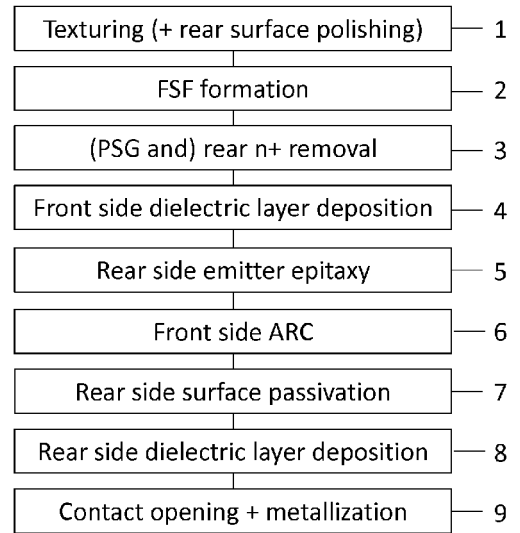 Texturing (+ rear surface polishing) 1
FSF formation 2
(PSG and) rear n+ removal 3
Front side dielectric layer deposition 4
Rear side emitter epitaxy 5
Front side ARC 6
Rear side surface passivation 7
Rear side dielectric layer deposition 8
Contact opening + metallization 9